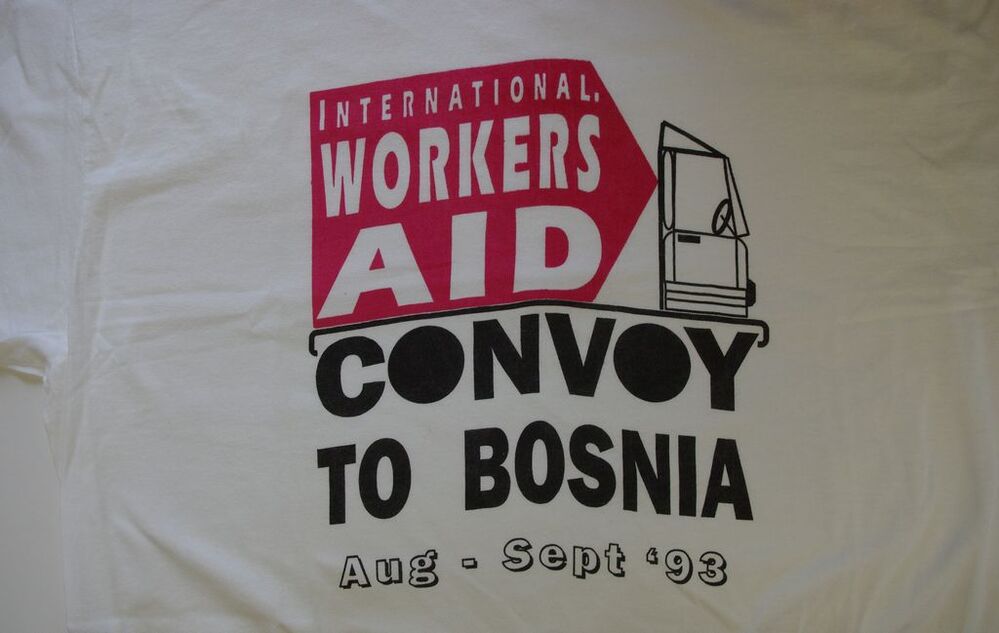 INTERNATIONAL.
WORKERS
AID
CONVOY
TO BOSNIA
Aug - Sept '93